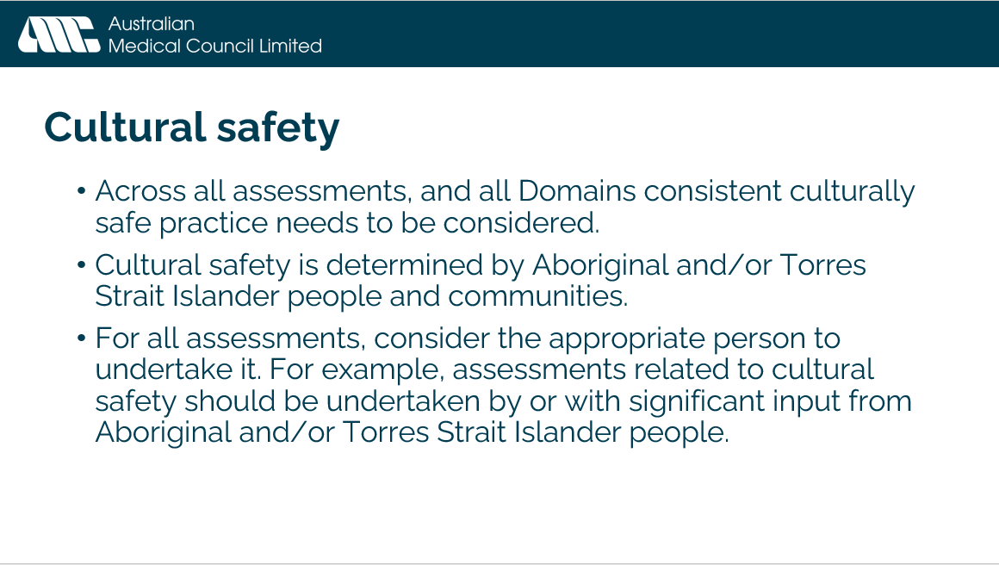 Australian
Medical Council Limited
Cultural safety
• Across all assessments, and all Domains consistent culturally
safe practice needs to be considered.
• Cultural safety is determined by Aboriginal and/or Torres
Strait Islander people and communities.
• For all assessments, consider the appropriate person to
undertake it. For example, assessments related to cultural
safety should be undertaken by or with significant input from
Aboriginal and/or Torres Strait Islander people.